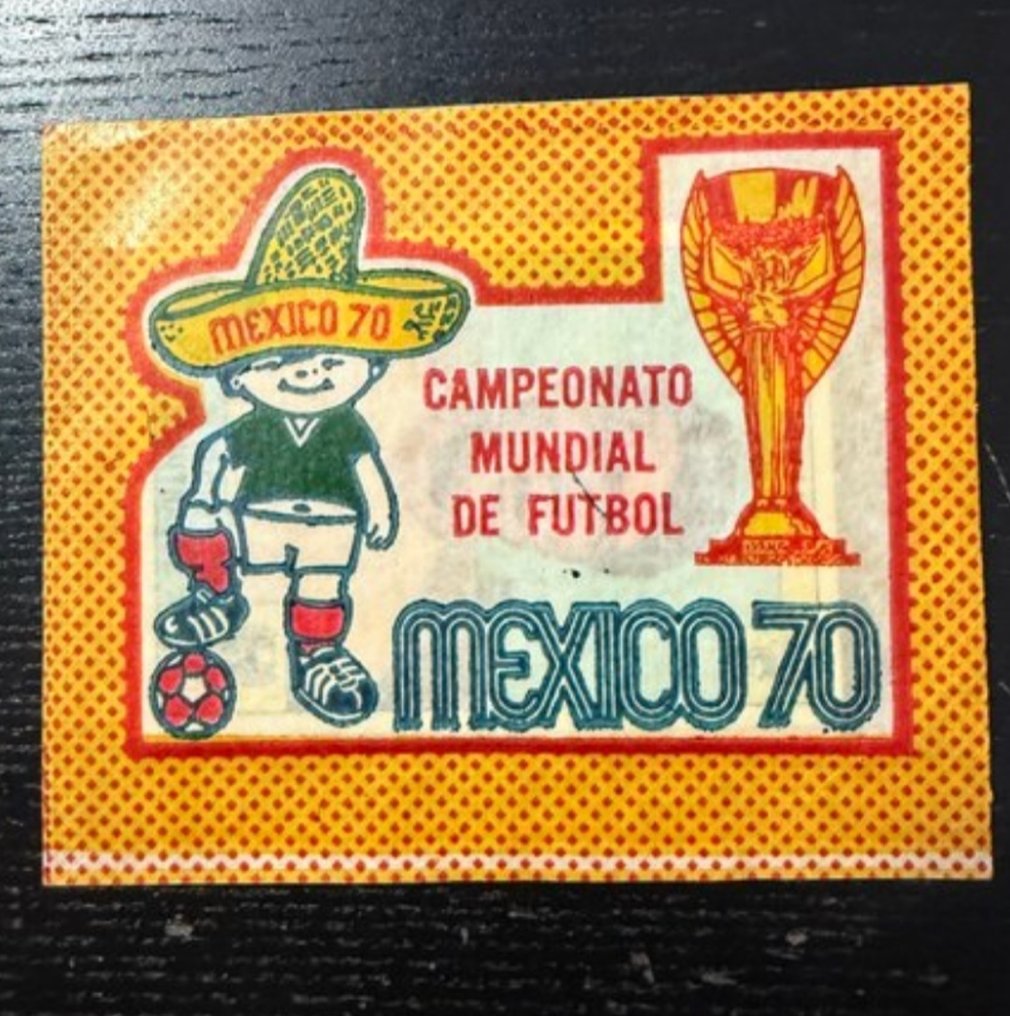 MEXICO 70
CAMPEONATO
MUNDIAL
DE FUTBOL
MEXICO 70